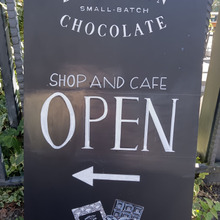 SMALL-BATCH
CHOCOLATE
SHOP AND CAFE
OPEN